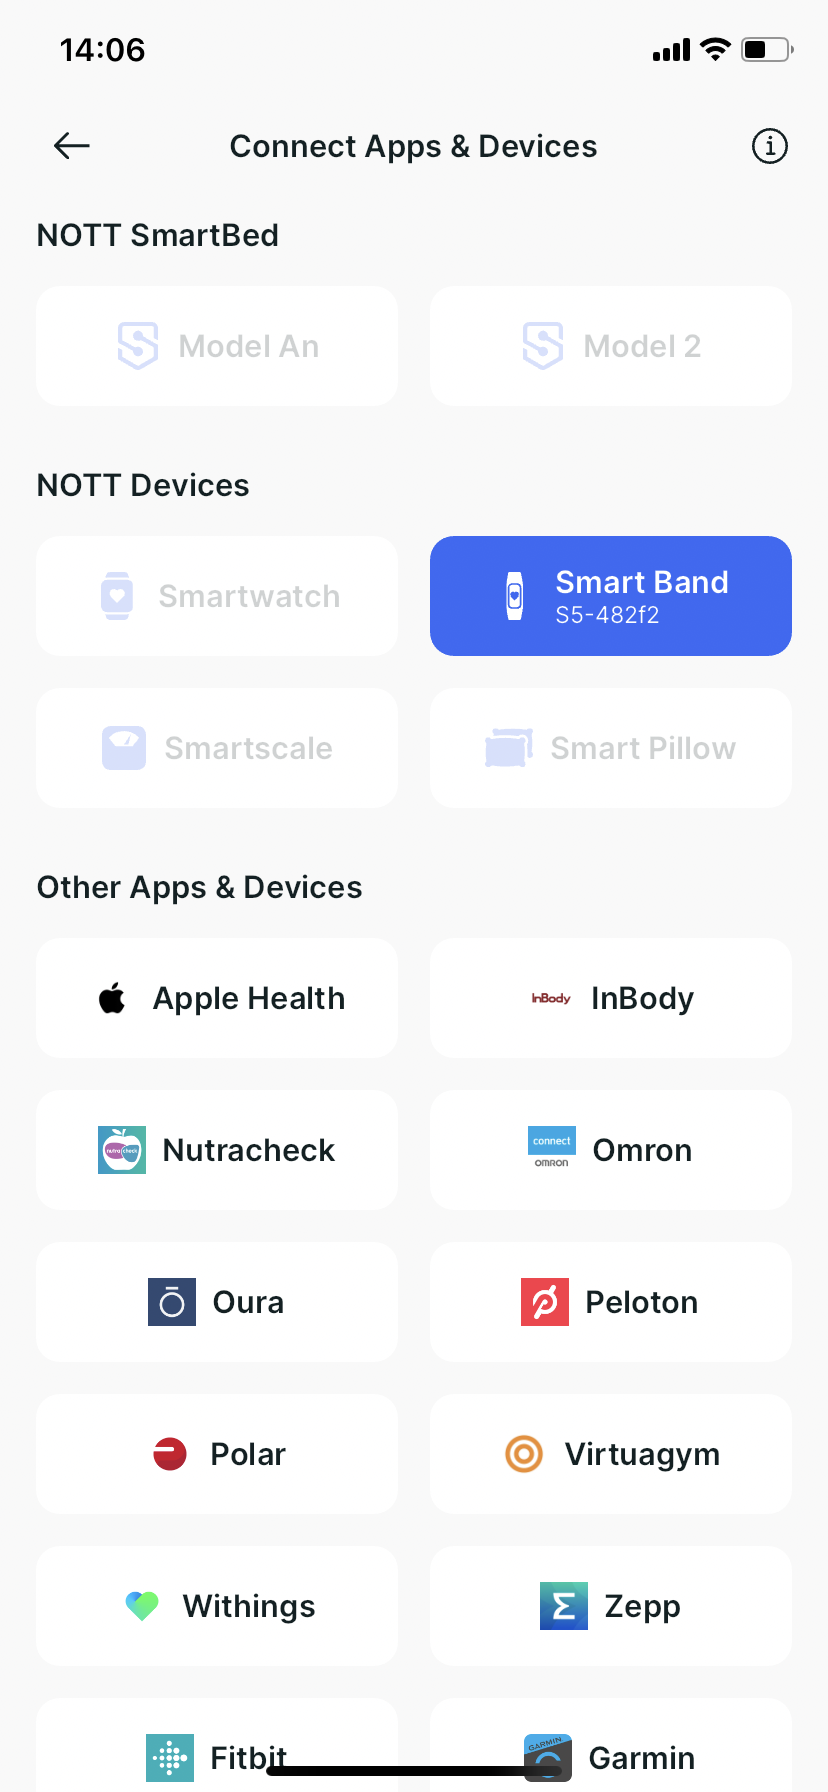 14:06
Connect Apps & Devices
NOTT SmartBed
Model An
Model 2
NOTT Devices
Smartwatch
Smart Band
S5-482f2
Smartscale
Smart Pillow
Other Apps & Devices
Apple Health
InBody InBody
nutracheck Nutracheck
connect
OMRON
Omron
Oura
Peloton
Polar
Virtuagym
Withings
Zepp
Fitbit
GARMIN
Garmin